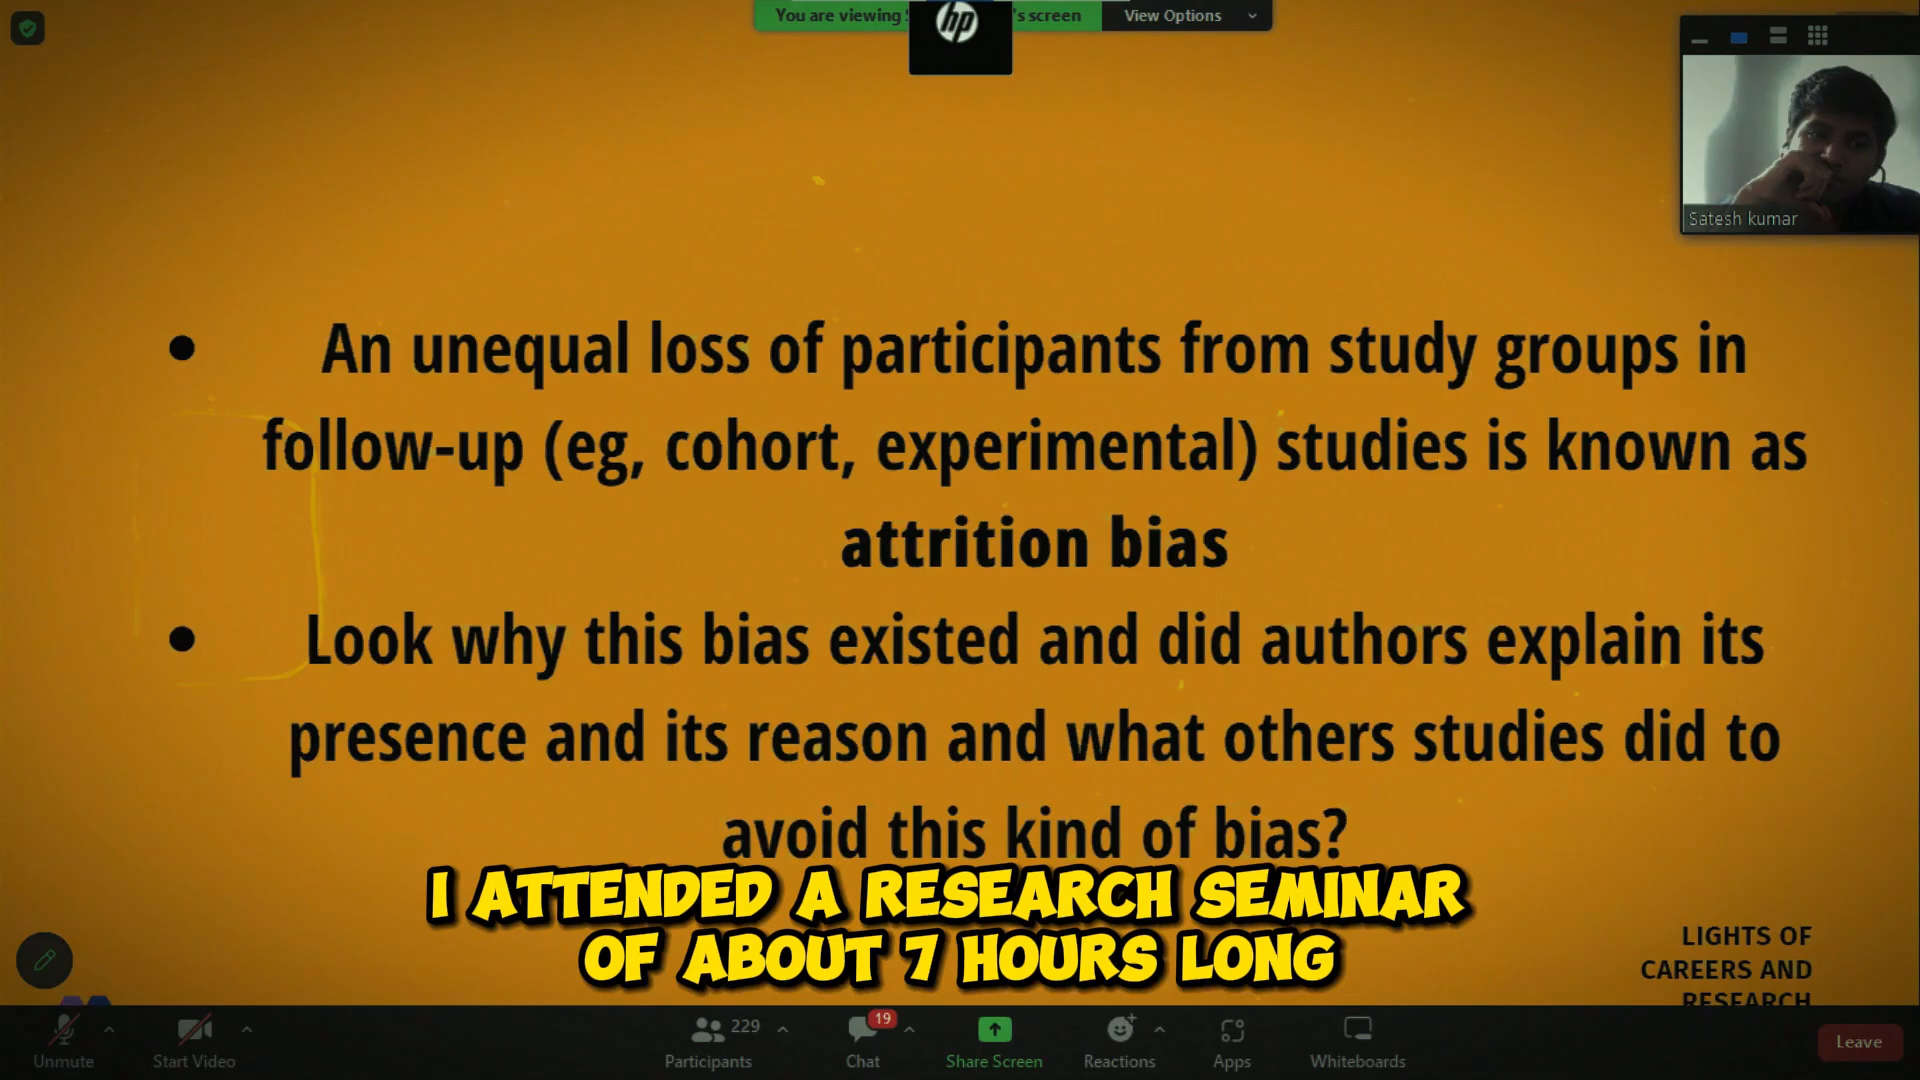 You are viewing S
's screen
View Options
hp
Satesh kumar
• An unequal loss of participants from study groups in
follow-up (eg, cohort, experimental) studies is known as
attrition bias
• Look why this bias existed and did authors explain its
presence and its reason and what others studies did to
avoid this kind of bias?
I ATTENDED A RESEARCH SEMINAR
OF ABOUT 7 HOURS LONG
LIGHTS OF
CAREERS AND
RESEARCH
Unmute
Start Video
229
Participants
19
Chat
Share Screen
Reactions
Apps
Whiteboards
Leave